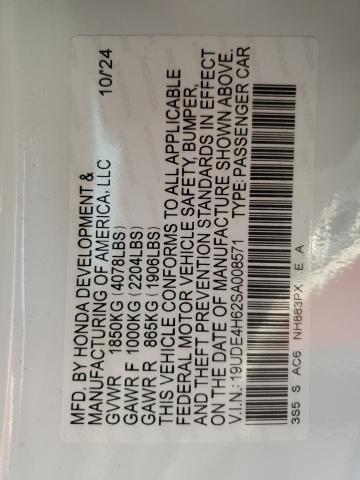 MFD. BY HONDA DEVELOPMENT & 10/24
MANUFACTURING OF AMERICA, LLC
GVWR 1850KG (4078LBS)
GAWR F 1000KG (2204LBS)
GAWR R 865KG (1906LBS)
THIS VEHICLE CONFORMS TO ALL APPLICABLE
FEDERAL MOTOR VEHICLE SAFETY, BUMPER,
AND THEFT PREVENTION STANDARDS IN EFFECT
ON THE DATE OF MANUFACTURE SHOWN ABOVE.
V.I.N.: 19UDE4H62SA008571 TYPE: PASSENGER CAR
3S5 S AC6 NH883PX E A